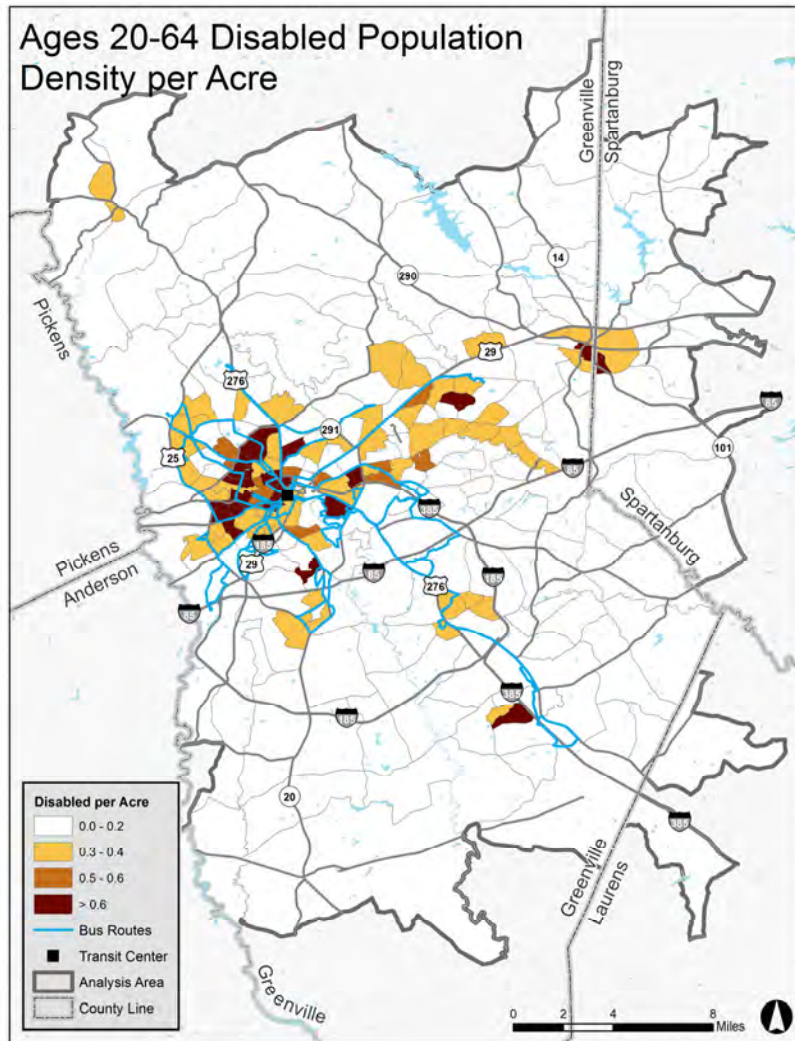 Ages 20-64 Disabled Population
Density per Acre
Greenville
Spartanburg
Pickens
14
290
29
276
85
291
25
101
85
385
Spartanburg
185
Pickens
Anderson
29
85
185
276
85
385
185
20
385
Greenville
Laurens
Greenville
Disabled per Acre
0.0 - 0.2
0.3 - 0.4
0.5 - 0.6
> 0.6
Bus Routes
Transit Center
Analysis Area
County Line
0 2 4 8
Miles